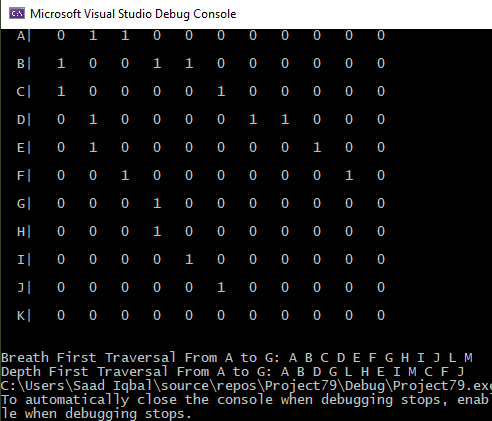 Microsoft Visual Studio Debug Console
A| 0 1 1 0 0 0 0 0 0 0 0
B| 1 0 0 1 1 0 0 0 0 0 0
C| 1 0 0 0 0 1 0 0 0 0 0
D| 0 1 0 0 0 0 1 1 0 0 0
E| 0 1 0 0 0 0 0 0 1 0 0
F| 0 0 1 0 0 0 0 0 0 1 0
G| 0 0 0 1 0 0 0 0 0 0 0
H| 0 0 0 1 0 0 0 0 0 0 0
I| 0 0 0 0 1 0 0 0 0 0 0
J| 0 0 0 0 0 1 0 0 0 0 0
K| 0 0 0 0 0 0 0 0 0 0 0
Breath First Traversal From A to G: A B C D E F G H I J L M
Depth First Traversal From A to G: A B D G L H E I M C F J
C:\Users\Saad Iqbal\source\repos\Project79\Debug\Project79.exe
To automatically close the console when debugging stops, enab
le when debugging stops.